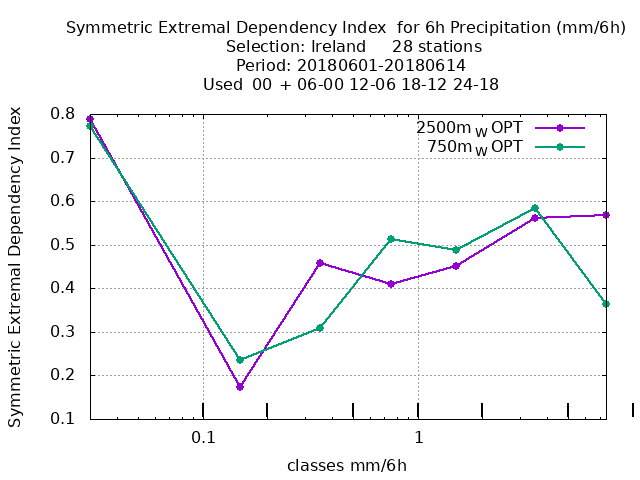 Symmetric Extremal Dependency Index  for 6h Precipitation (mm/6h)
Selection: Ireland     28 stations
Period: 20180601-20180614
Used  00  + 06-00 12-06 18-12 24-18
Symmetric Extremal Dependency Index
0.8
0.7
0.6
0.5
0.4
0.3
0.2
0.1
2500m W OPT
750m W OPT
0.1
1
classes mm/6h